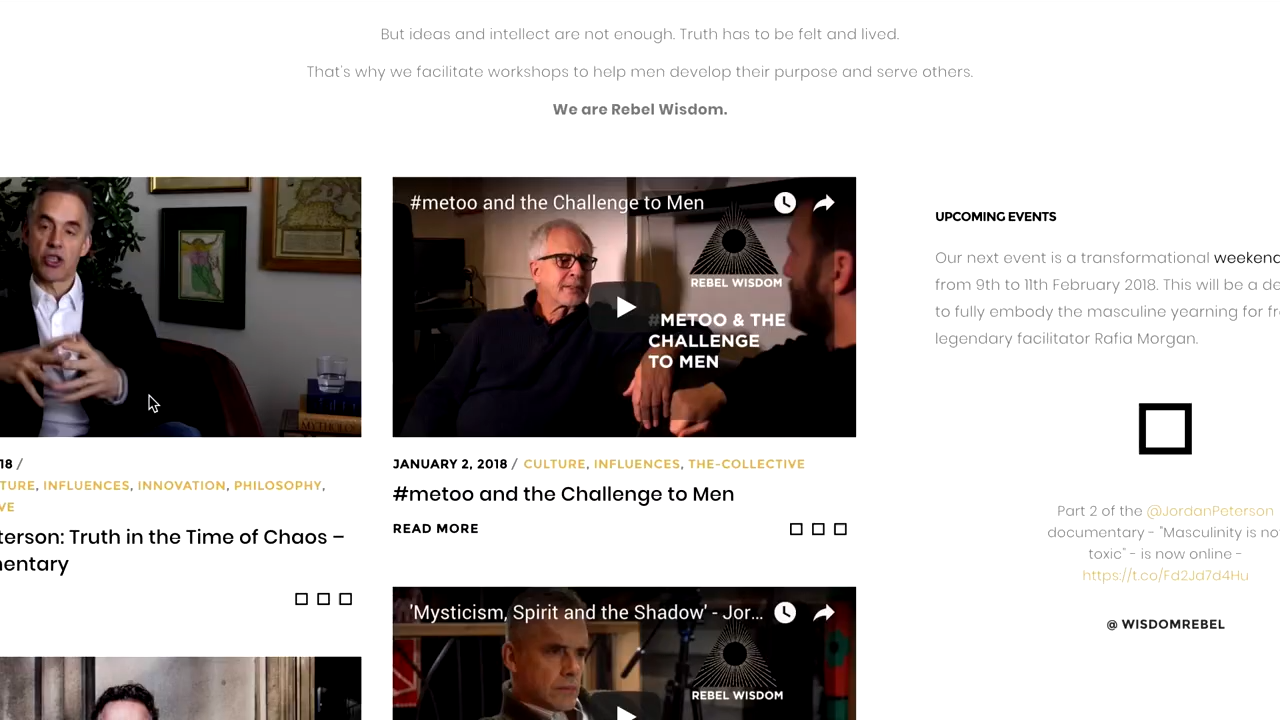 But ideas and intellect are not enough. Truth has to be felt and lived.
That's why we facilitate workshops to help men develop their purpose and serve others.
We are Rebel Wisdom.
MYTHOLO
18 /
TURE, INFLUENCES, INNOVATION, PHILOSOPHY,
VE
terson: Truth in the Time of Chaos –
nentary
#metoo and the Challenge to Men
REBEL WISDOM
#METOO & THE
CHALLENGE
TO MEN
JANUARY 2, 2018 / CULTURE, INFLUENCES, THE-COLLECTIVE
#metoo and the Challenge to Men
READ MORE
'Mysticism, Spirit and the Shadow' - Jor...
REBEL WISDOM
UPCOMING EVENTS
Our next event is a transformational weekend
from 9th to 11th February 2018. This will be a de
to fully embody the masculine yearning for fr
legendary facilitator Rafia Morgan.
Part 2 of the @JordanPeterson
documentary - "Masculinity is not
toxic" - is now online -
https://t.co/Fd2Jd7d4Hu
@ WISDOMREBEL